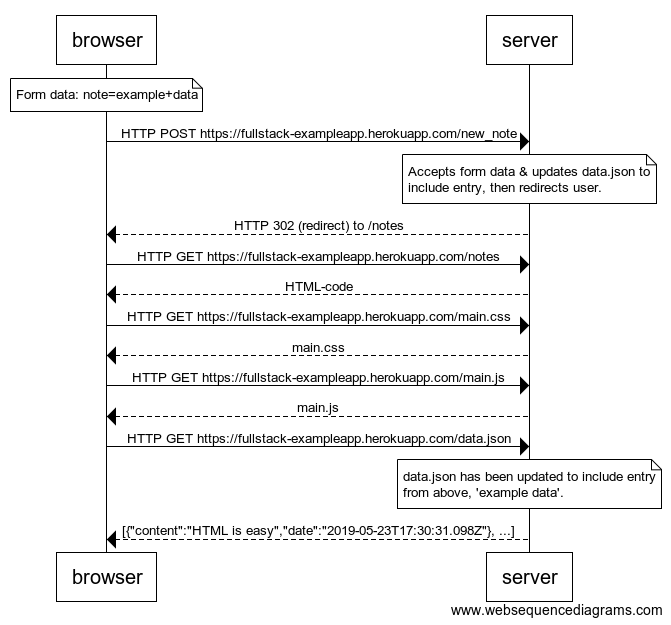 browser
server
Form data: note=example+data
HTTP POST https://fullstack-exampleapp.herokuapp.com/new_note
Accepts form data & updates data.json to
include entry, then redirects user.
HTTP 302 (redirect) to /notes
HTTP GET https://fullstack-exampleapp.herokuapp.com/notes
HTML-code
HTTP GET https://fullstack-exampleapp.herokuapp.com/main.css
main.css
HTTP GET https://fullstack-exampleapp.herokuapp.com/main.js
main.js
HTTP GET https://fullstack-exampleapp.herokuapp.com/data.json
data.json has been updated to include entry
from above, 'example data'.
[{"content":"HTML is easy","date":"2019-05-23T17:30:31.098Z"}, ...]
browser
server
www.websequencediagrams.com